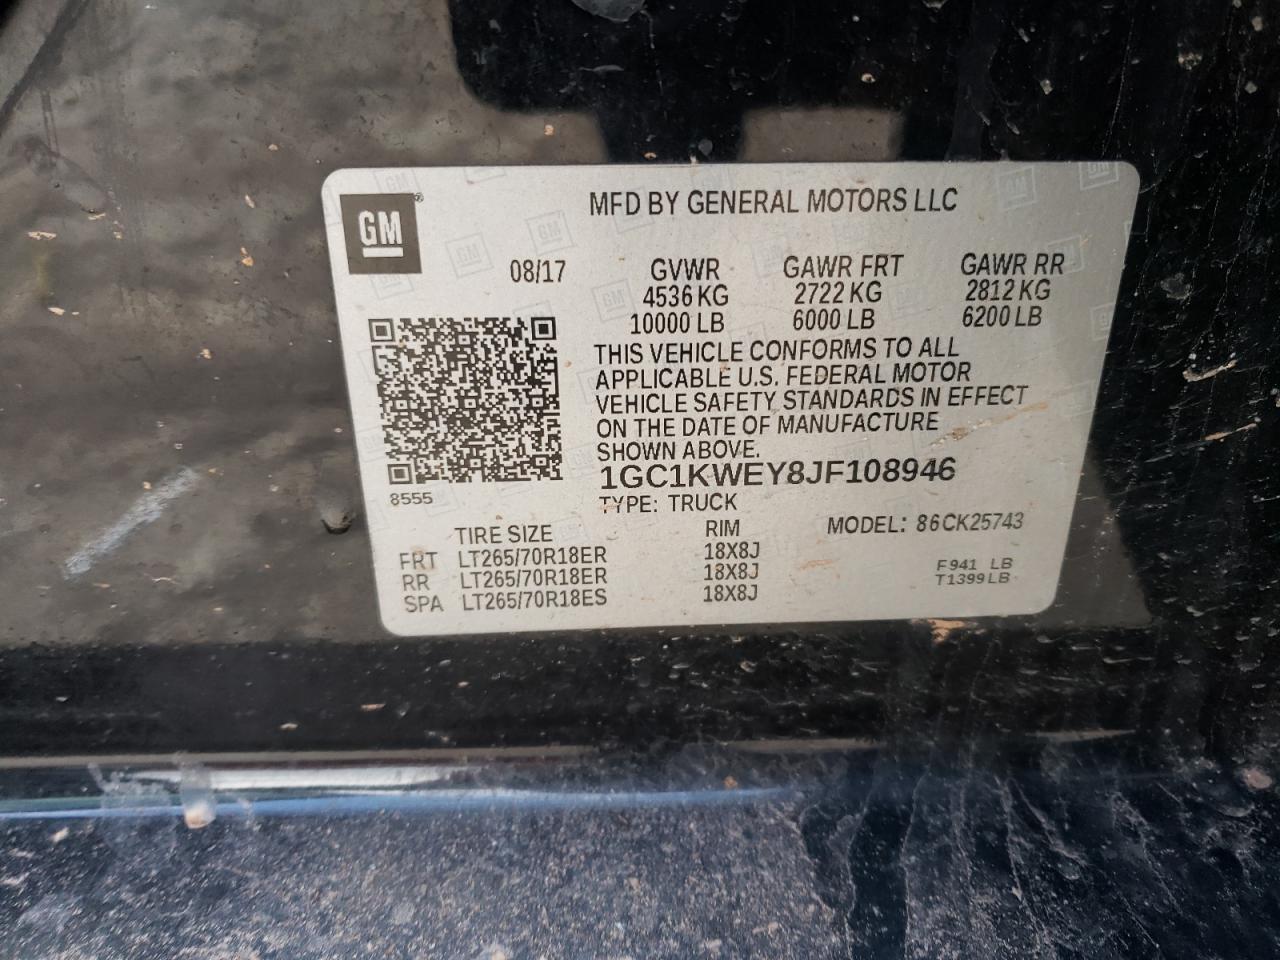 GM
MFD BY GENERAL MOTORS LLC
08/17 GVWR GAWR FRT GAWR RR
4536 KG 2722 KG 2812 KG
10000 LB 6000 LB 6200 LB
THIS VEHICLE CONFORMS TO ALL
APPLICABLE U.S. FEDERAL MOTOR
VEHICLE SAFETY STANDARDS IN EFFECT
ON THE DATE OF MANUFACTURE
SHOWN ABOVE.
1GC1KWEY8JF108946
8555 TYPE: TRUCK
TIRE SIZE RIM MODEL: 86CK25743
FRT LT265/70R18ER 18X8J
RR LT265/70R18ER 18X8J
SPA LT265/70R18ES 18X8J
F941 LB
T1399LB